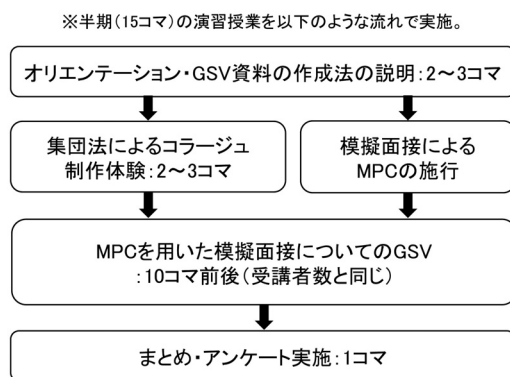 ※半期(15コマ)の演習授業を以下のような流れで実施。
オリエンテーション・GSV資料の作成法の説明:2～3コマ
集団法によるコラージュ
制作体験:2～3コマ
模擬面接による
MPCの施行
MPCを用いた模擬面接についてのGSV
:10コマ前後(受講者数と同じ)
まとめ・アンケート実施:1コマ